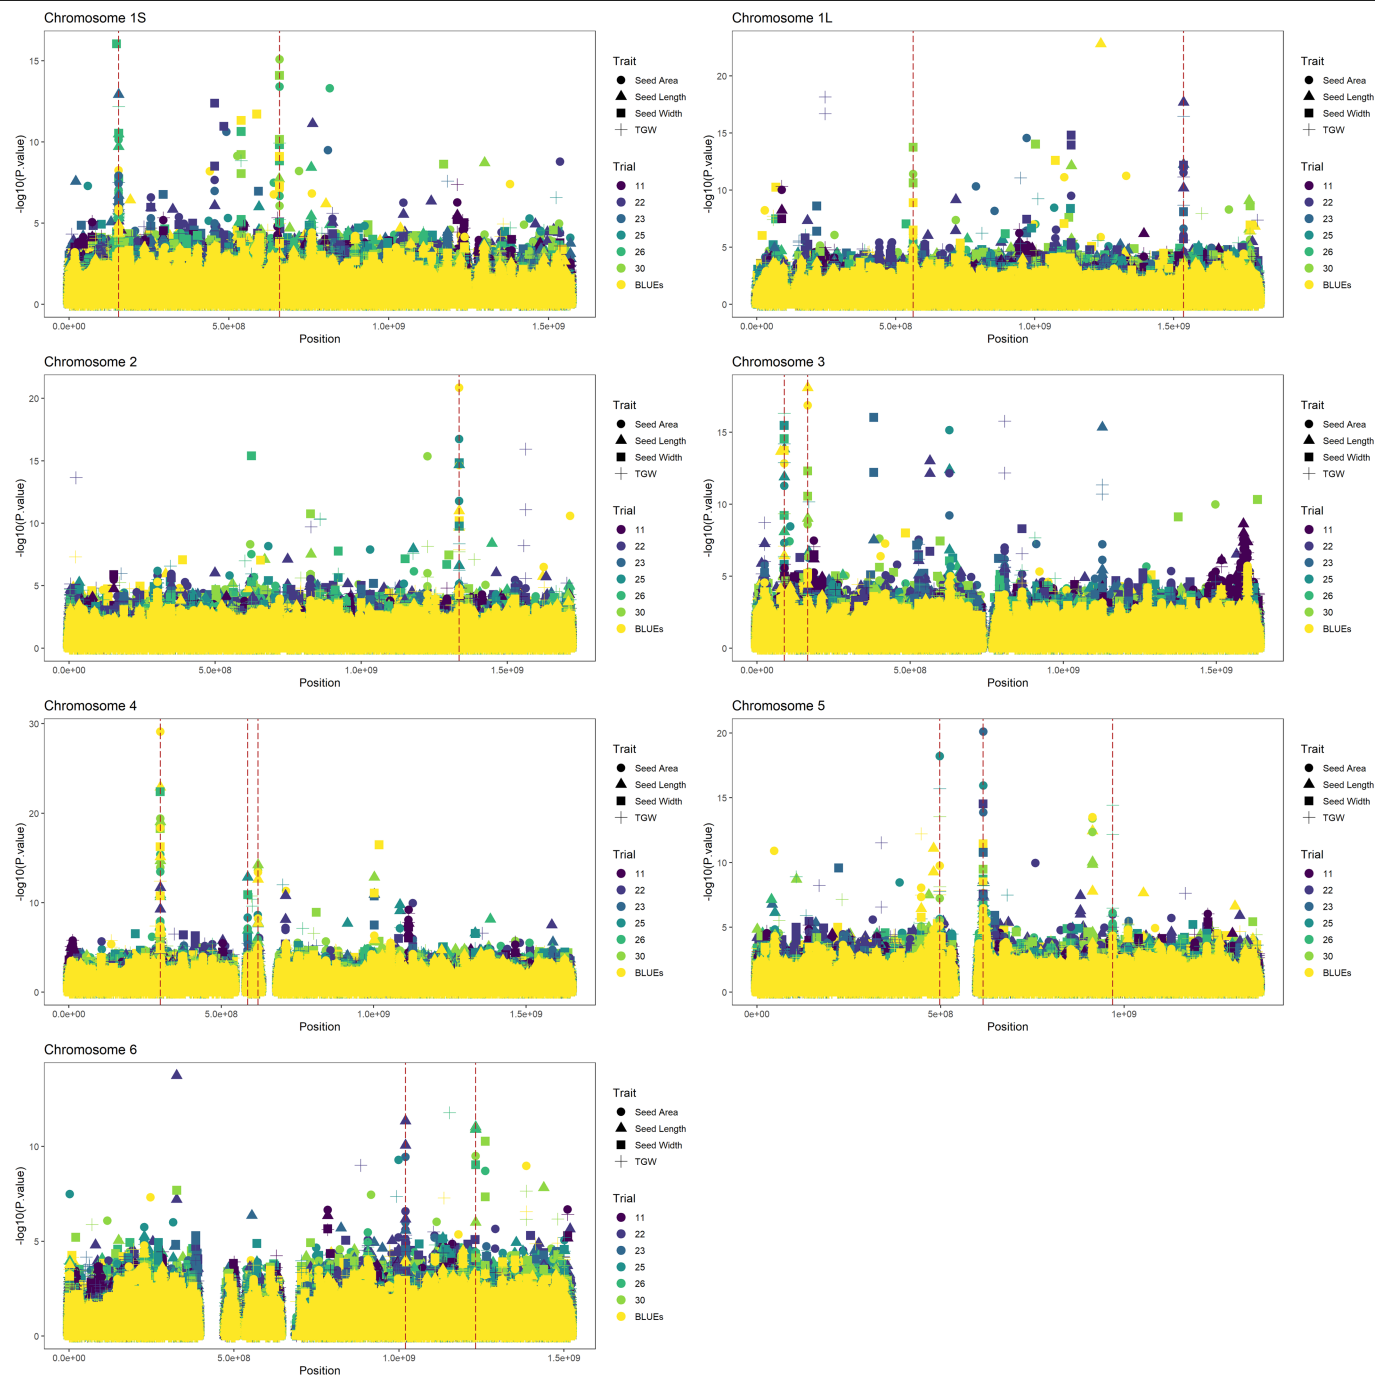 Chromosome 1S
-log10(P.value)
15
10
5
0
0.0e+00
5.0e+08
1.0e+09
1.5e+09
Position
Trait
Seed Area
Seed Length
Seed Width
TGW
Trial
11
22
23
25
26
30
BLUEs
Chromosome 1L
-log10(P.value)
20
15
10
5
0
0.0e+00
5.0e+08
1.0e+09
1.5e+09
Position
Trait
Seed Area
Seed Length
Seed Width
TGW
Trial
11
22
23
25
26
30
BLUEs
Chromosome 2
-log10(P.value)
20
15
10
5
0
0.0e+00
5.0e+08
1.0e+09
1.5e+09
Position
Trait
Seed Area
Seed Length
Seed Width
TGW
Trial
11
22
23
25
26
30
BLUEs
Chromosome 3
-log10(P.value)
15
10
5
0
0.0e+00
5.0e+08
1.0e+09
1.5e+09
Position
Trait
Seed Area
Seed Length
Seed Width
TGW
Trial
11
22
23
25
26
30
BLUEs
Chromosome 4
-log10(P.value)
30
20
10
0
0.0e+00
5.0e+08
1.0e+09
1.5e+09
Position
Trait
Seed Area
Seed Length
Seed Width
TGW
Trial
11
22
23
25
26
30
BLUEs
Chromosome 5
-log10(P.value)
20
15
10
5
0
0e+00
5e+08
1e+09
Position
Trait
Seed Area
Seed Length
Seed Width
TGW
Trial
11
22
23
25
26
30
BLUEs
Chromosome 6
-log10(P.value)
10
5
0
0.0e+00
5.0e+08
1.0e+09
1.5e+09
Position
Trait
Seed Area
Seed Length
Seed Width
TGW
Trial
11
22
23
25
26
30
BLUEs